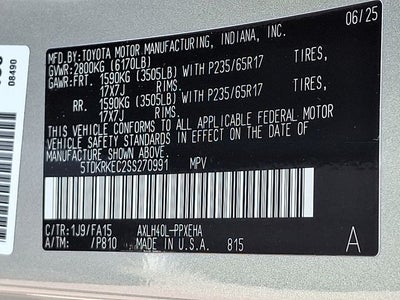 MFD.BY:TOYOTA MOTOR MANUFACTURING, INDIANA, INC. 06/25
GVWR:2800KG (6170LB)
GAWR:FRT. 1590KG (3505LB) WITH P235/65R17 TIRES,
17X7J RIMS.
RR. 1590KG (3505LB) WITH P235/65R17 TIRES,
17X7J RIMS.
THIS VEHICLE CONFORMS TO ALL APPLICABLE FEDERAL MOTOR
VEHICLE SAFETY STANDARDS IN EFFECT ON THE DATE OF
MANUFACTURE SHOWN ABOVE.
5TDKRKEC2SS270991 MPV
C/TR:1J9/FA15 AXLH40L-PPXEHA
A/TM: /P810 MADE IN U.S.A. 815 A
08490